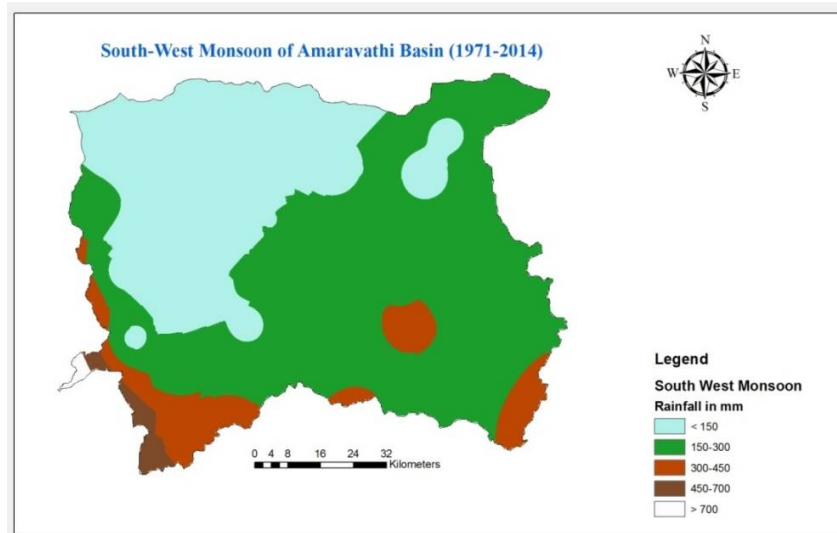 South-West Monsoon of Amaravathi Basin (1971-2014)
N
W E
S
Legend
South West Monsoon
Rainfall in mm
< 150
150-300
300-450
450-700
> 700
0 4 8 16 24 32
Kilometers